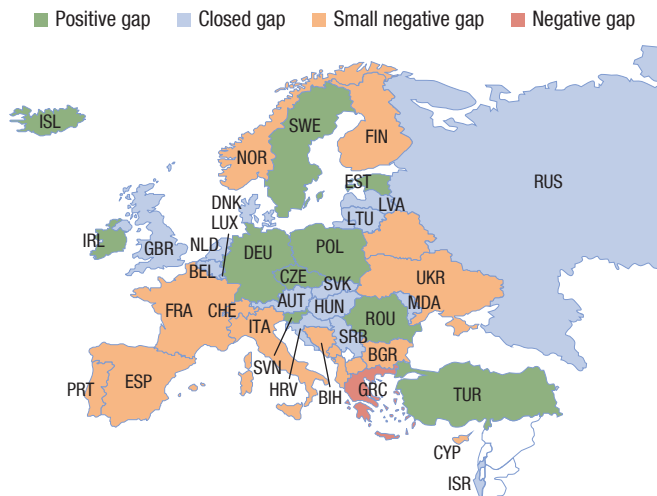 Positive gap Closed gap Small negative gap Negative gap
ISL
SWE
FIN
NOR
RUS
EST
DNK
LVA
LUX
LTU
IRL
GBR
NLD
DEU
POL
BEL
CZE
UKR
SVK
AUT
HUN
MDA
FRA
CHE
ITA
ROU
SRB
BGR
SVN
PRT
ESP
HRV
BIH
GRC
TUR
CYP
ISR